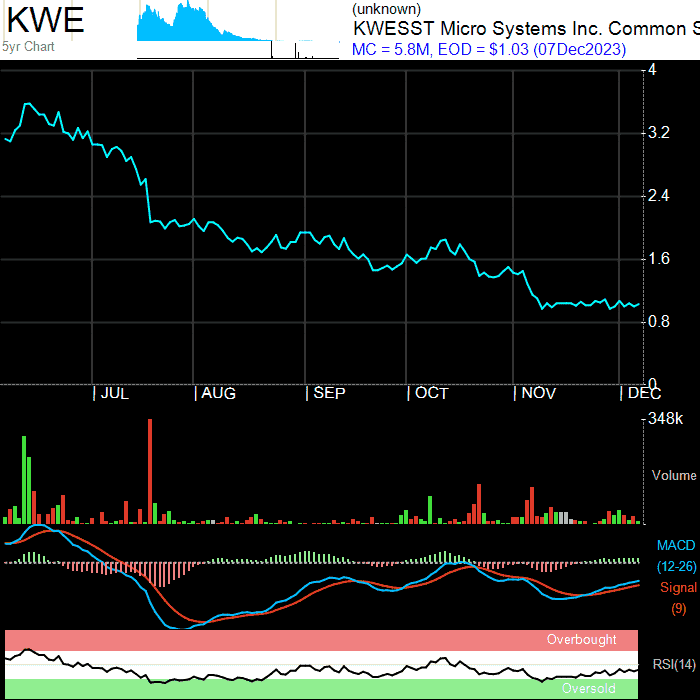 KWE
5yr Chart
(unknown)
KWESST Micro Systems Inc. Common S
MC = 5.8M, EOD = $1.03 (07Dec2023)
4
3.2
2.4
1.6
0.8
0
JUL AUG SEP OCT NOV DEC
348k
Volume
MACD
(12-26)
Signal
(9)
Overbought
RSI(14)
Oversold